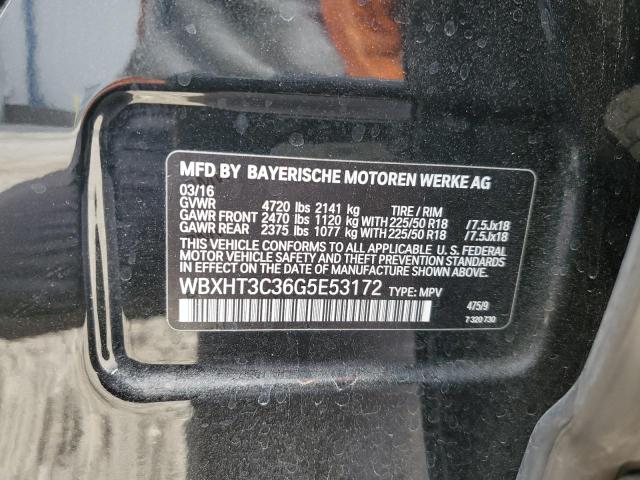 MFD BY BAYERISCHE MOTOREN WERKE AG
03/16
GVWR 4720 lbs 2141 kg TIRE / RIM
GAWR FRONT 2470 lbs 1120 kg WITH 225/50 R18 /7.5Jx18
GAWR REAR 2375 lbs 1077 kg WITH 225/50 R18 /7.5Jx18
THIS VEHICLE CONFORMS TO ALL APPLICABLE U. S. FEDERAL
MOTOR VEHICLE SAFETY AND THEFT PREVENTION STANDARDS
IN EFFECT ON THE DATE OF MANUFACTURE SHOWN ABOVE.
WBXHT3C36G5E53172 TYPE: MPV
475/9
7 320 730